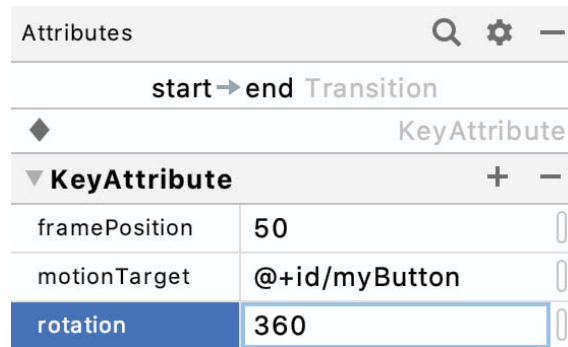 Attributes
start end Transition
KeyAttribute
KeyAttribute
framePosition 50
motionTarget @+id/myButton
rotation 360